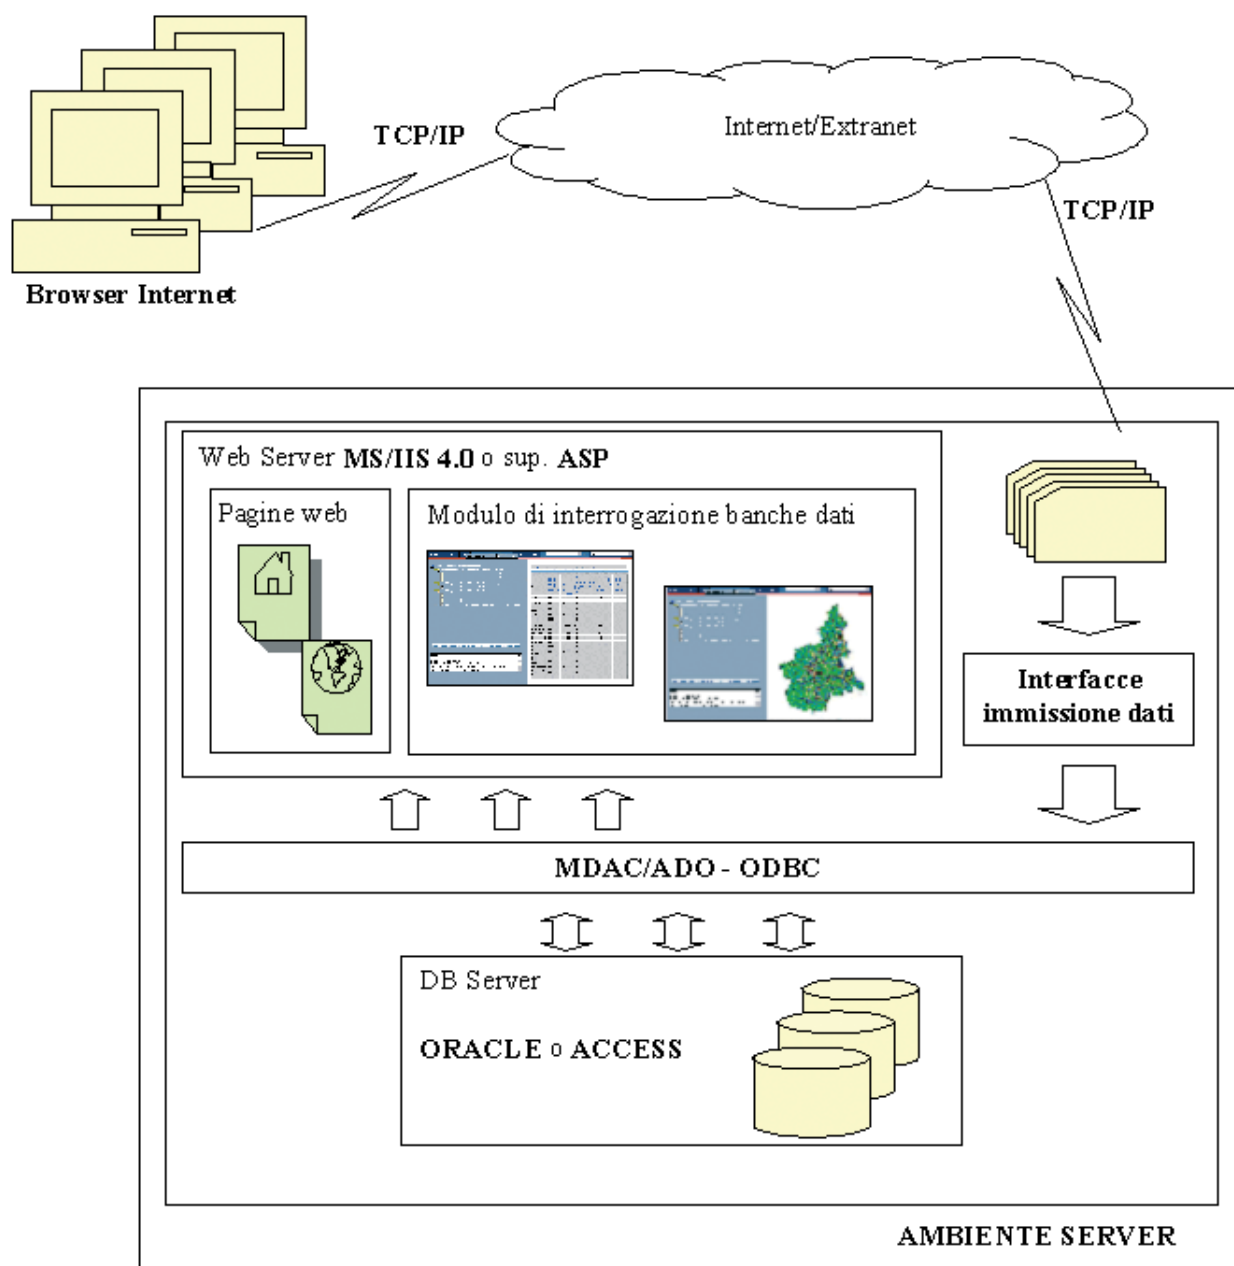 TCP/IP
Internet/Extranet
TCP/IP
Browser Internet
Web Server MS/IIS 4.0 o sup. ASP
Pagine web
Modulo di interrogazione banche dati
Interfacce
immissione dati
MDAC/ADO - ODBC
DB Server
ORACLE o ACCESS
AMBIENTE SERVER